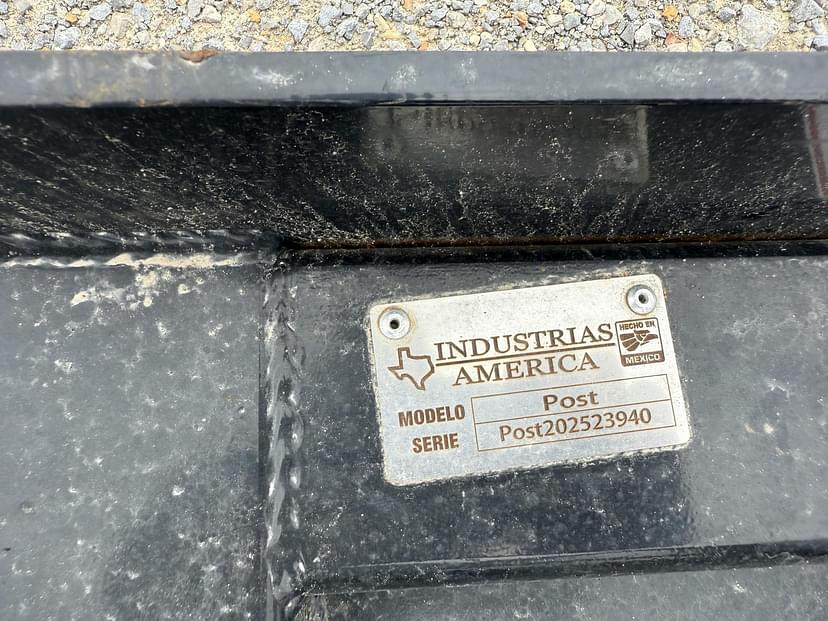 INDUSTRIAS
AMERICA
HECHO EN
MEXICO
MODELO Post
SERIE Post202523940